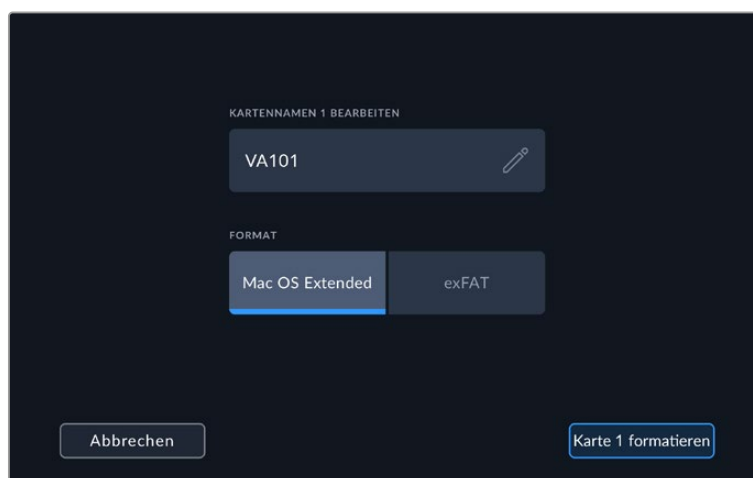 KARTENNAMEN 1 BEARBEITEN
VA101
FORMAT
Mac OS Extended
exFAT
Abbrechen
Karte 1 formatieren